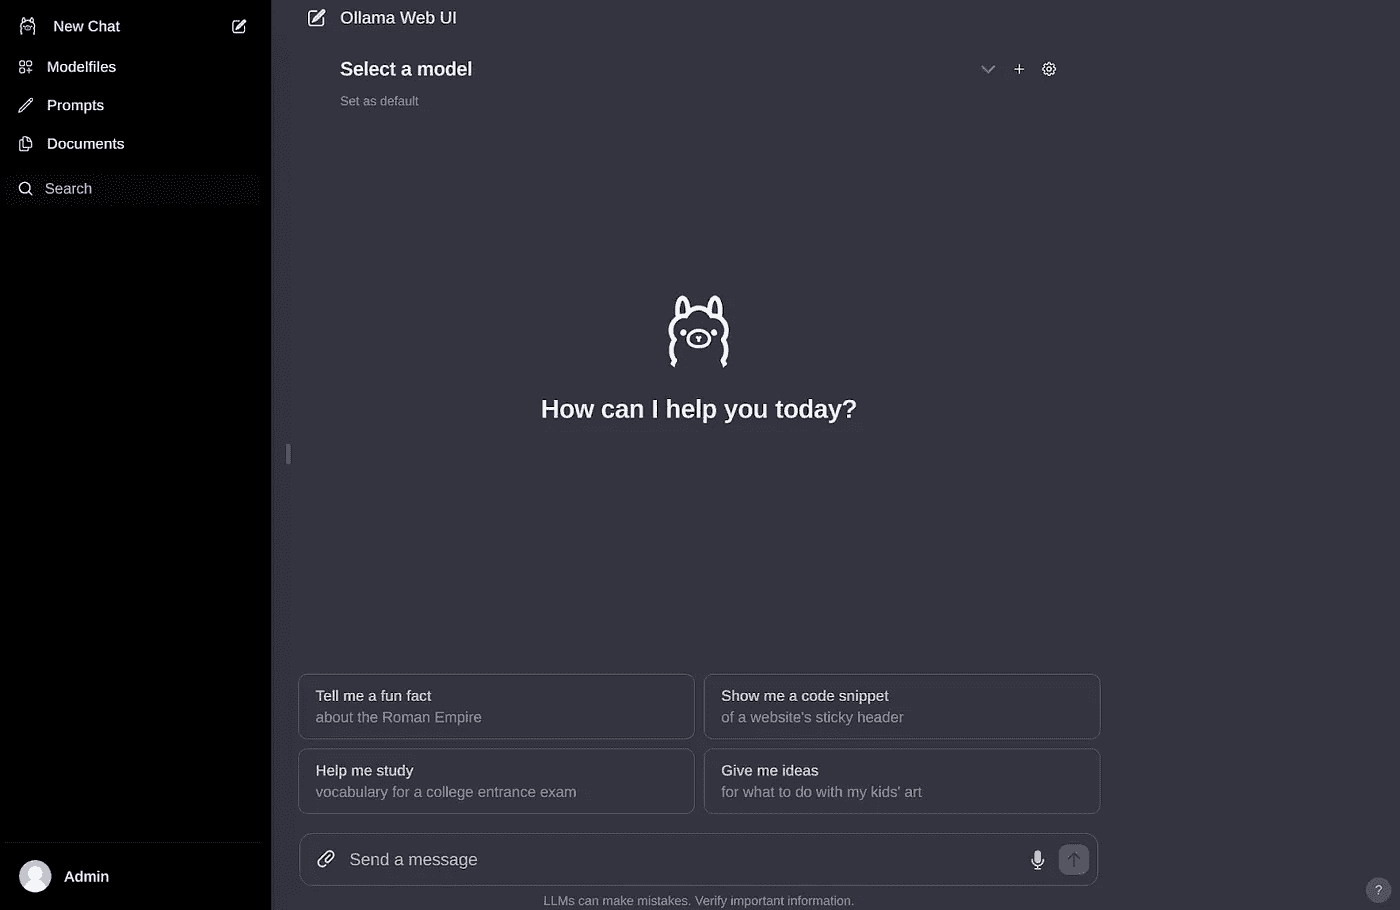 New Chat
Modelfiles
Prompts
Documents
Search
Admin
Ollama Web UI
Select a model
Set as default
How can I help you today?
Tell me a fun fact
about the Roman Empire
Show me a code snippet
of a website's sticky header
Help me study
vocabulary for a college entrance exam
Give me ideas
for what to do with my kids' art
Send a message
LLMs can make mistakes. Verify important information.
?